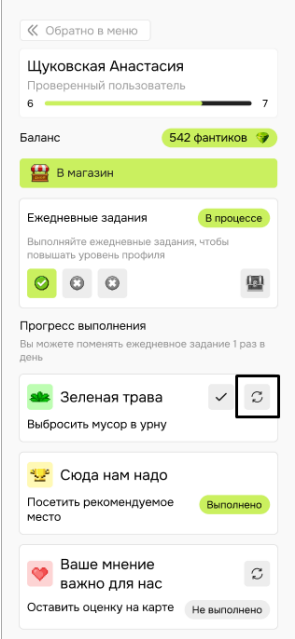 Обратно в меню
Щуковская Анастасия
Проверенный пользователь
6 7
Баланс
542 фантиков
В магазин
Ежедневные задания
В процессе
Выполняйте ежедневные задания, чтобы
повышать уровень профиля
Прогресс выполнения
Вы можете поменять ежедневное задание 1 раз в
день
Зеленая трава
Выбросить мусор в урну
Сюда нам надо
Посетить рекомендуемое
место
Выполнено
Ваше мнение
важно для нас
Оставить оценку на карте
Не выполнено